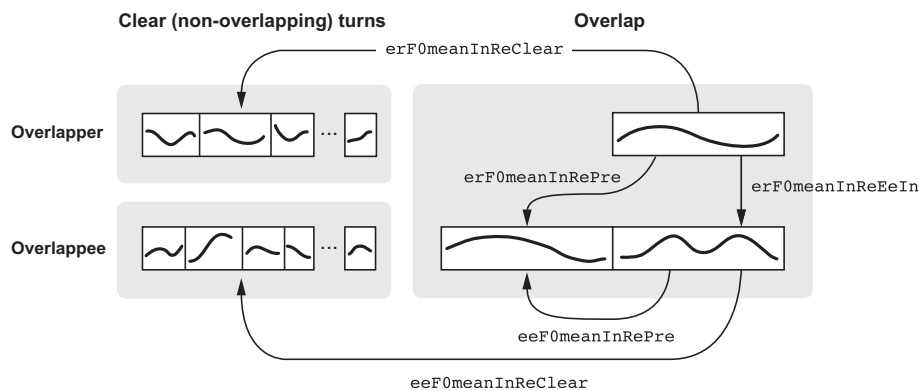 Clear (non-overlapping) turns
Overlap
erF0meanInReClear
Overlapper
...
erF0meanInRePre
erF0meanInReEeIn
Overlappee
...
eeF0meanInRePre
eeF0meanInReClear